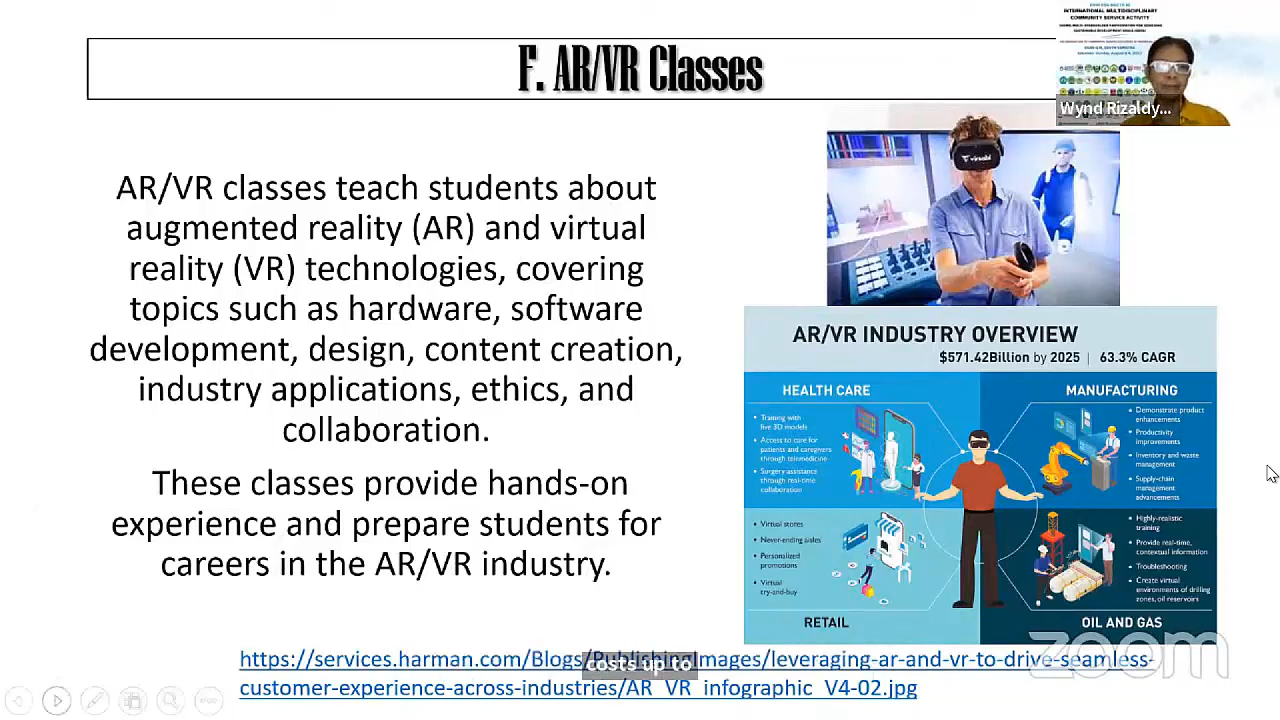 F. AR/VR Classes
INTERNATIONAL MULTIDISCIPLINARY
COMMUNITY SERVICE ACTIVITY
Wynd Rizaldy...
AR/VR classes teach students about
augmented reality (AR) and virtual
reality (VR) technologies, covering
topics such as hardware, software
development, design, content creation,
industry applications, ethics, and
collaboration.
These classes provide hands-on
experience and prepare students for
careers in the AR/VR industry.
AR/VR INDUSTRY OVERVIEW
$571.42Billion by 2025 | 63.3% CAGR
HEALTH CARE
• Training with
live 3D models
• Access to care for
patients and caregivers
through telemedicine
• Surgery assistance
through real-time
collaboration
MANUFACTURING
• Demonstrate product
enhancements
• Productivity
improvements
• Inventory and waste
management
• Supply-chain
management
advancements
• Virtual stores
• Never-ending aisles
• Personalized
promotions
• Virtual
try-and-buy
RETAIL
• Highly-realistic
training
• Provide real-time,
contextual information
• Troubleshooting
• Create virtual
environments of drilling
zones, oil reservoirs
OIL AND GAS
https://services.harman.com/Blogs/PublishingImages/leveraging-ar-and-vr-to-drive-seamless-
customer-experience-across-industries/AR_VR_infographic_V4-02.jpg
costs up to
zoom